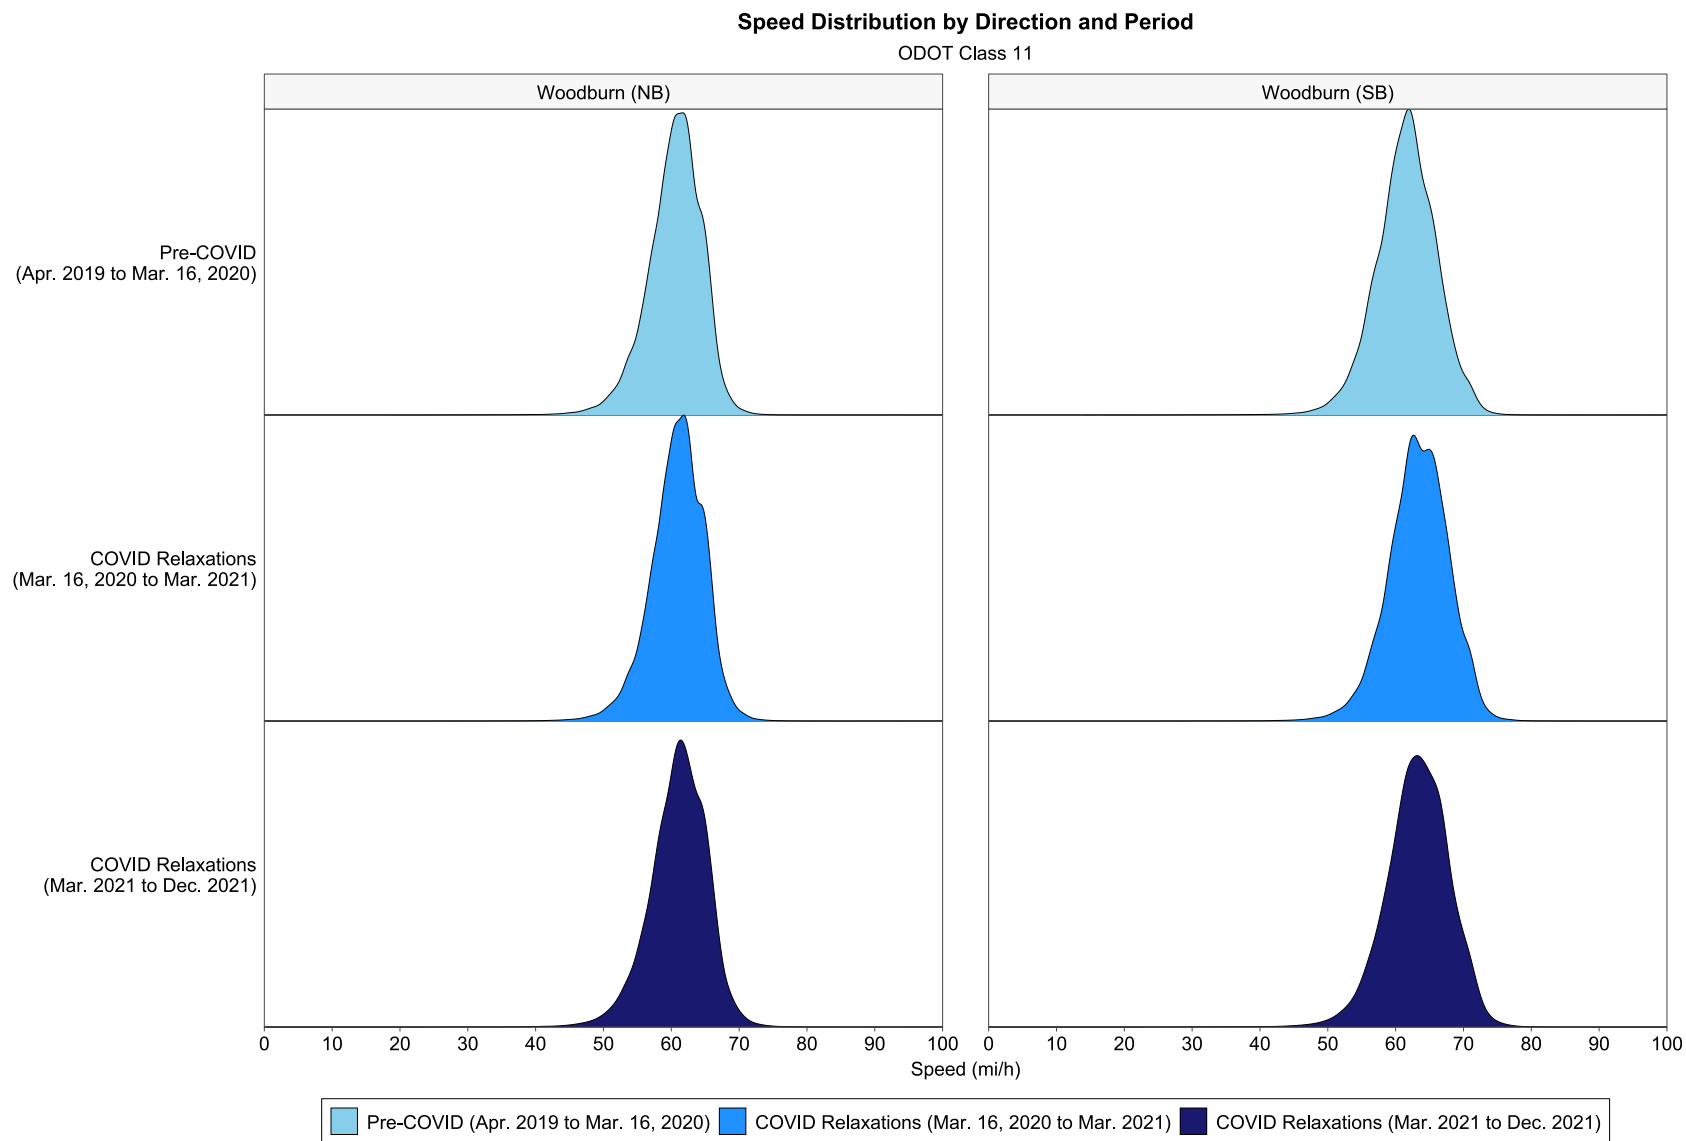 Speed Distribution by Direction and Period
ODOT Class 11
Woodburn (NB)
Woodburn (SB)
Pre-COVID
(Apr. 2019 to Mar. 16, 2020)
COVID Relaxations
(Mar. 16, 2020 to Mar. 2021)
COVID Relaxations
(Mar. 2021 to Dec. 2021)
0 10 20 30 40 50 60 70 80 90 100
0 10 20 30 40 50 60 70 80 90 100
Speed (mi/h)
Pre-COVID (Apr. 2019 to Mar. 16, 2020) COVID Relaxations (Mar. 16, 2020 to Mar. 2021) COVID Relaxations (Mar. 2021 to Dec. 2021)